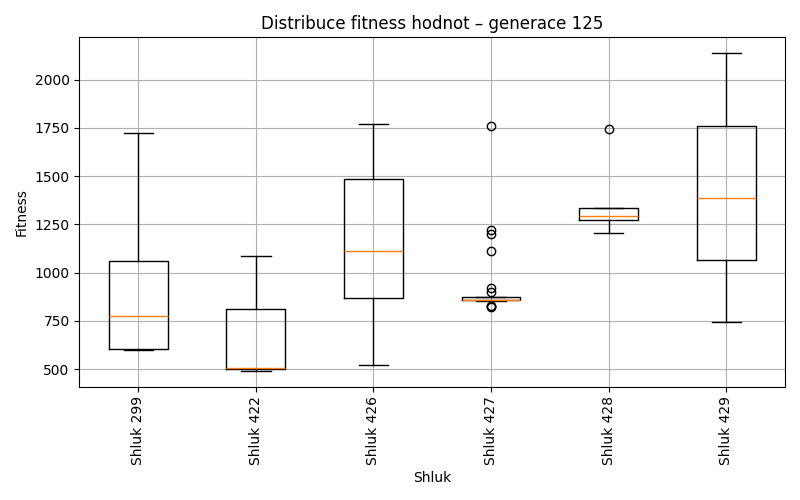 Distribuce fitness hodnot – generace 125
Fitness
2000
1750
1500
1250
1000
750
500
Shluk 299
Shluk 422
Shluk 426
Shluk 427
Shluk 428
Shluk 429
Shluk